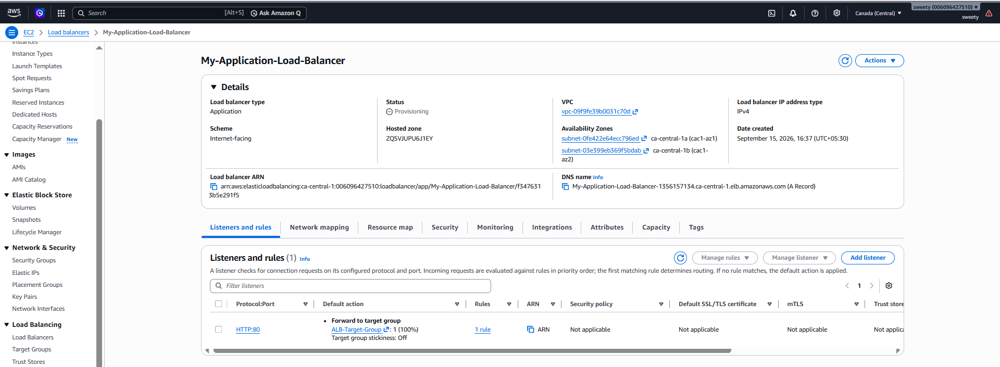 aws
Search
[Alt+S]
Ask Amazon Q
Canada (Central)
sweety (006096427510)
sweety
EC2
Load balancers
My-Application-Load-Balancer
Instances
Instance Types
Launch Templates
Spot Requests
Savings Plans
Reserved Instances
Dedicated Hosts
Capacity Reservations
Capacity Manager New
Images
AMIs
AMI Catalog
Elastic Block Store
Volumes
Snapshots
Lifecycle Manager
Network & Security
Security Groups
Elastic IPs
Placement Groups
Key Pairs
Network Interfaces
Load Balancing
Load Balancers
Target Groups
Trust Stores
My-Application-Load-Balancer
Actions
Details
Load balancer type
Application
Status
Provisioning
VPC
vpc-09f9fe39b0031c70d
Load balancer IP address type
IPv4
Scheme
Internet-facing
Hosted zone
ZQSVJUPU6J1EY
Availability Zones
subnet-0fe422e64ecc796ed ca-central-1a (cac1-az1)
subnet-03e399eb369f5bdab ca-central-1b (cac1-
az2)
Date created
September 15, 2026, 16:37 (UTC+05:30)
Load balancer ARN
arn:aws:elasticloadbalancing:ca-central-1:006096427510:loadbalancer/app/My-Application-Load-Balancer/f347631
3b5e291f5
DNS name Info
My-Application-Load-Balancer-1356157134.ca-central-1.elb.amazonaws.com (A Record)
Listeners and rules
Network mapping
Resource map
Security
Monitoring
Integrations
Attributes
Capacity
Tags
Listeners and rules (1) Info
Manage rules
Manage listener
Add listener
A listener checks for connection requests on its configured protocol and port. Incoming requests are evaluated against rules in priority order; the first matching rule determines routing. If no rule matches, the default action is applied.
Filter listeners
1
Protocol:Port
Default action
Rules
ARN
Security policy
Default SSL/TLS certificate
mTLS
Trust store
HTTP:80
• Forward to target group
ALB-Target-Group : 1 (100%)
Target group stickiness: Off
1 rule
ARN
Not applicable
Not applicable
Not applicable
Not applica